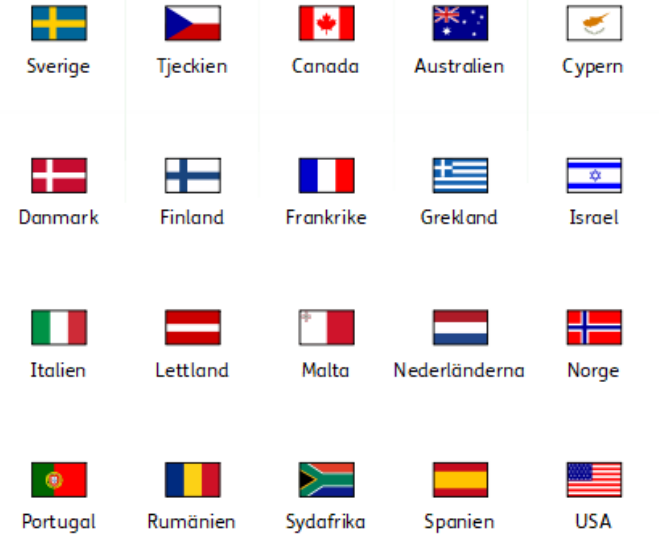 Sverige
Tjeckien
Canada
Australien
Cypern
Danmark
Finland
Frankrike
Grekland
Israel
Italien
Lettland
Malta
Nederländerna
Norge
Portugal
Rumänien
Sydafrika
Spanien
USA